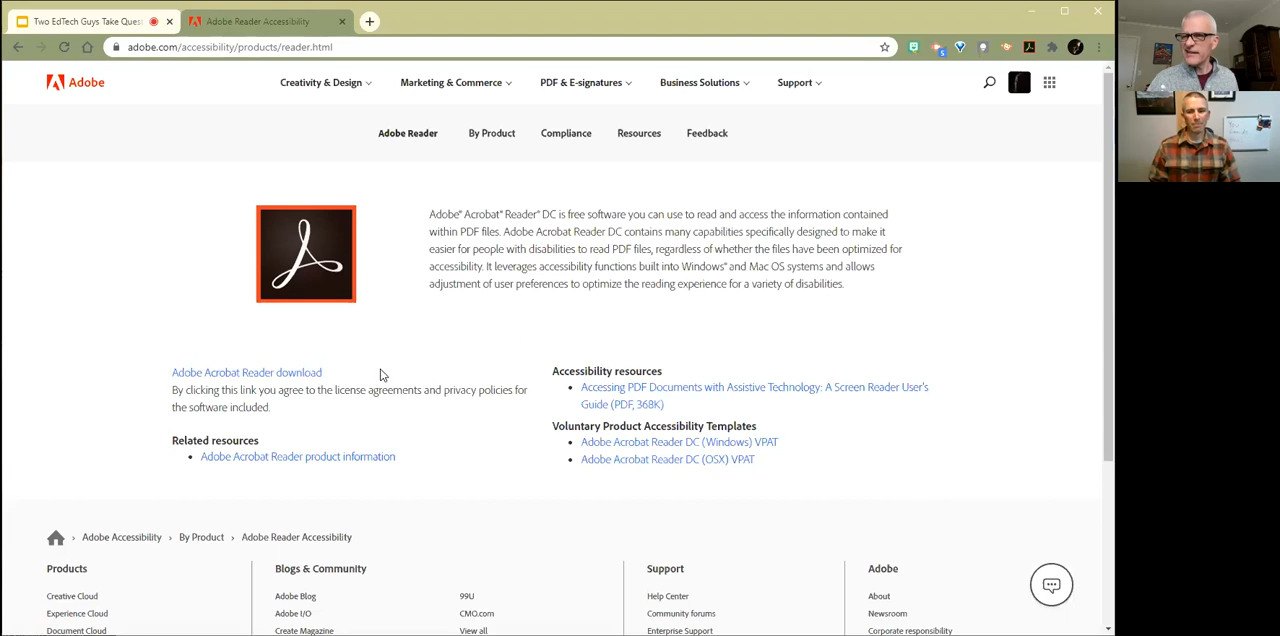 Two EdTech Guys Take Quest
Adobe Reader Accessibility
adobe.com/accessibility/products/reader.html
5
Adobe
Creativity & Design
Marketing & Commerce
PDF & E-signatures
Business Solutions
Support
Adobe Reader
By Product
Compliance
Resources
Feedback
Adobe® Acrobat® Reader® DC is free software you can use to read and access the information contained
within PDF files. Adobe Acrobat Reader DC contains many capabilities specifically designed to make it
easier for people with disabilities to read PDF files, regardless of whether the files have been optimized for
accessibility. It leverages accessibility functions built into Windows® and Mac OS systems and allows
adjustment of user preferences to optimize the reading experience for a variety of disabilities.
Adobe Acrobat Reader download
By clicking this link you agree to the license agreements and privacy policies for
the software included.
Related resources
Adobe Acrobat Reader product information
Accessibility resources
Accessing PDF Documents with Assistive Technology: A Screen Reader User's
Guide (PDF, 368K)
Voluntary Product Accessibility Templates
Adobe Acrobat Reader DC (Windows) VPAT
Adobe Acrobat Reader DC (OSX) VPAT
Adobe Accessibility > By Product > Adobe Reader Accessibility
Products
Creative Cloud
Experience Cloud
Document Cloud
Blogs & Community
Adobe Blog
Adobe I/O
Create Magazine
99U
CMO.com
View all
Support
Help Center
Community forums
Enterprise Support
Adobe
About
Newsroom
Corporate responsibility